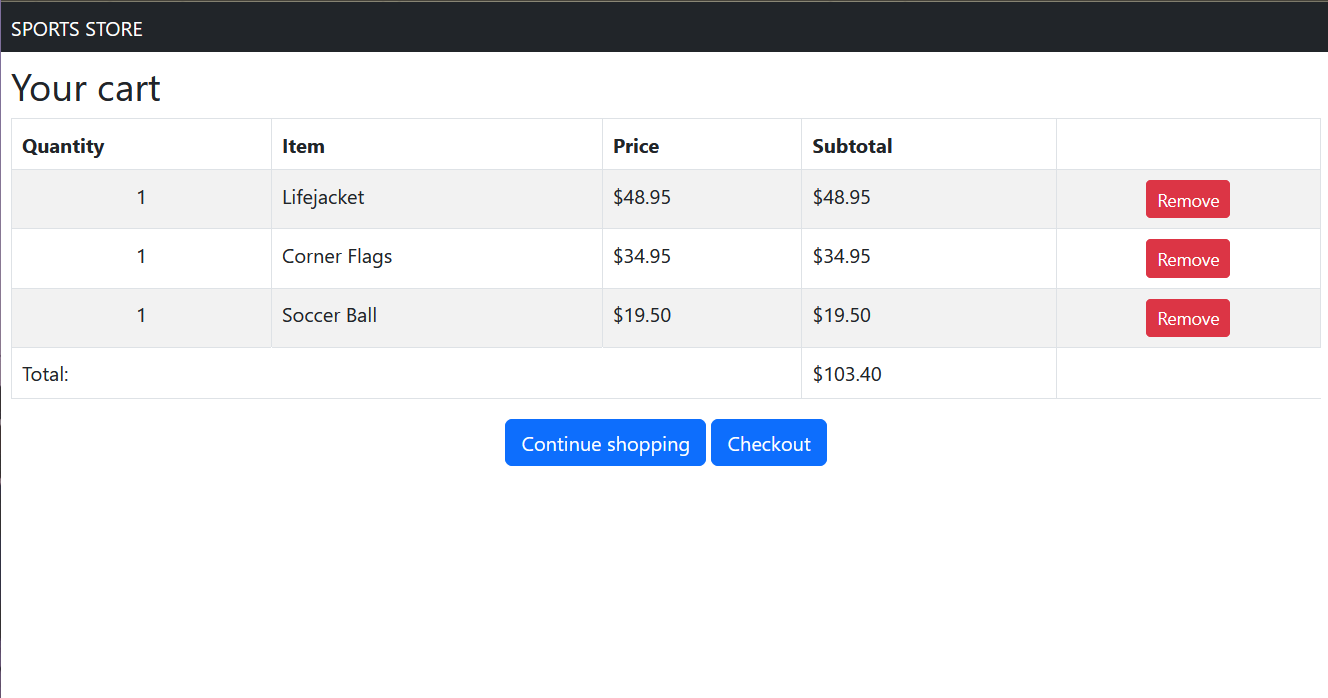 SPORTS STORE
Your cart
Quantity Item Price Subtotal
1 Lifejacket $48.95 $48.95 Remove
1 Corner Flags $34.95 $34.95 Remove
1 Soccer Ball $19.50 $19.50 Remove
Total: $103.40
Continue shopping Checkout